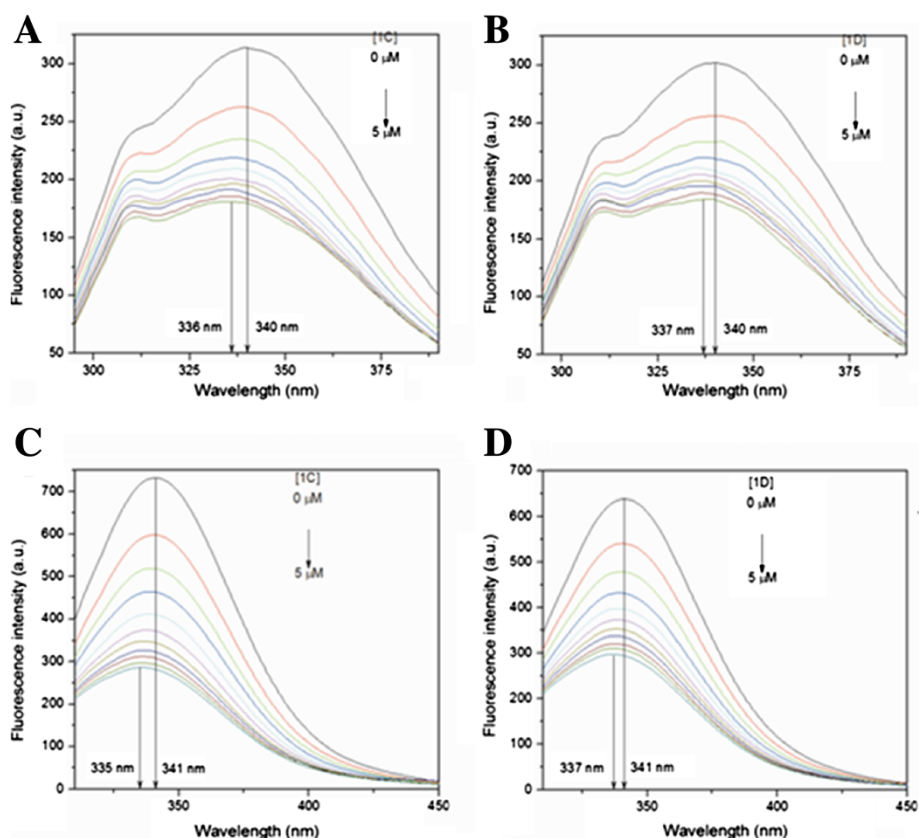 A
[1C]
0 µM
5 µM
Fluorescence intensity (a.u.)
300
250
200
150
100
50
336 nm
340 nm
300
325
350
375
Wavelength (nm)
B
[1D]
0 µM
5 µM
Fluorescence intensity (a.u.)
300
250
200
150
100
50
337 nm
340 nm
300
325
350
375
Wavelength (nm)
C
[1C]
0 µM
5 µM
Fluorescence intensity (a.u.)
700
600
500
400
300
200
100
0
335 nm
341 nm
350
400
450
Wavelength (nm)
D
[1D]
0 µM
5 µM
Fluorescence intensity (a.u.)
700
600
500
400
300
200
100
0
337 nm
341 nm
350
400
450
Wavelength (nm)